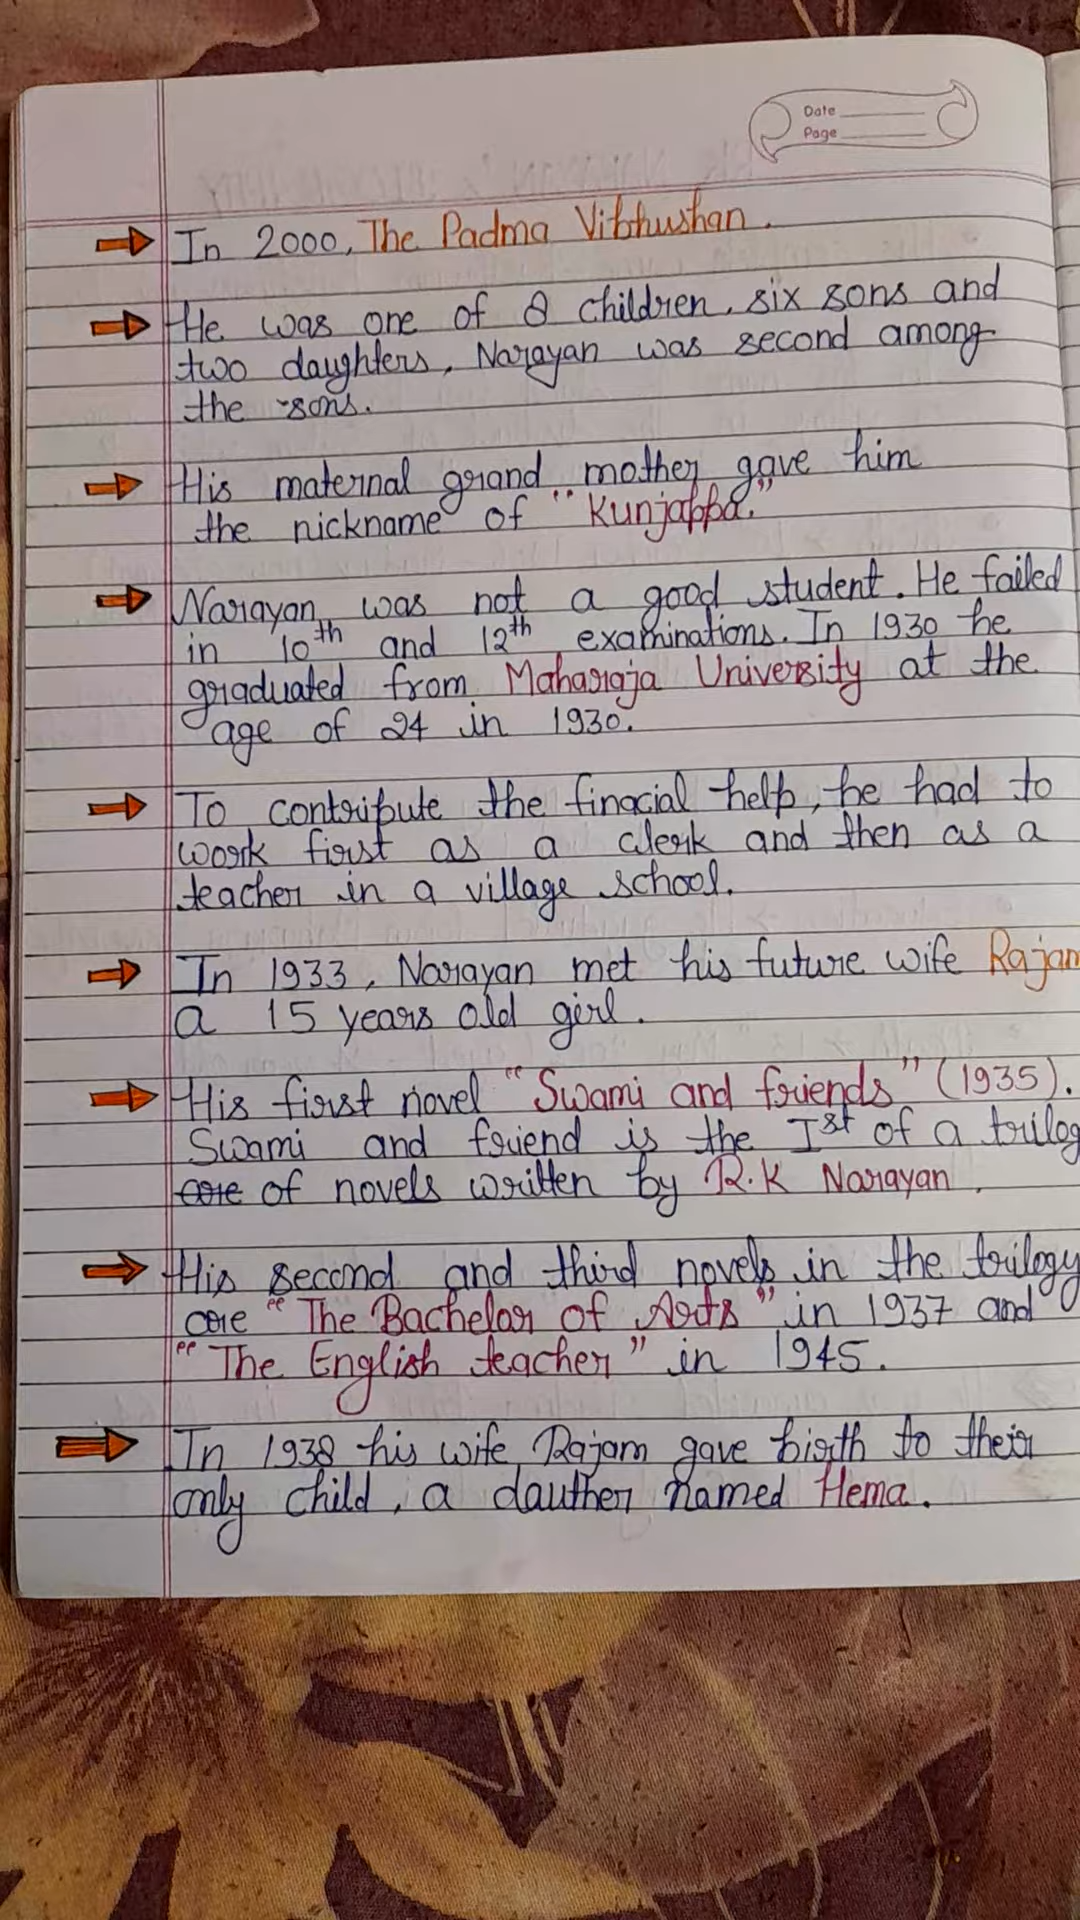 Date
Page
In 2000, The Padma Vibhushan.
He was one of 8 children, six sons and
two daughters, Narayan was second among
the sons.
His maternal grand mother gave him
the nickname of "Kunjappa."
Narayan was not a good student. He failed
in 10th and 12th examinations. In 1930 he
graduated from Maharaja University at the
age of 24 in 1930.
To contribute the finacial help, he had to
work first as a clerk and then as a
teacher in a village school.
In 1933, Narayan met his future wife Rajam
a 15 years old girl.
His first novel "Swami and friends" (1935).
Swami and friend is the Ist of a trilog
of novels written by R.K Narayan.
His second and third novels in the trilogy
are "The Bachelor of Arts" in 1937 and
"The English teacher" in 1945.
In 1938 his wife Rajam gave birth to their
only child, a dauther named Hema.